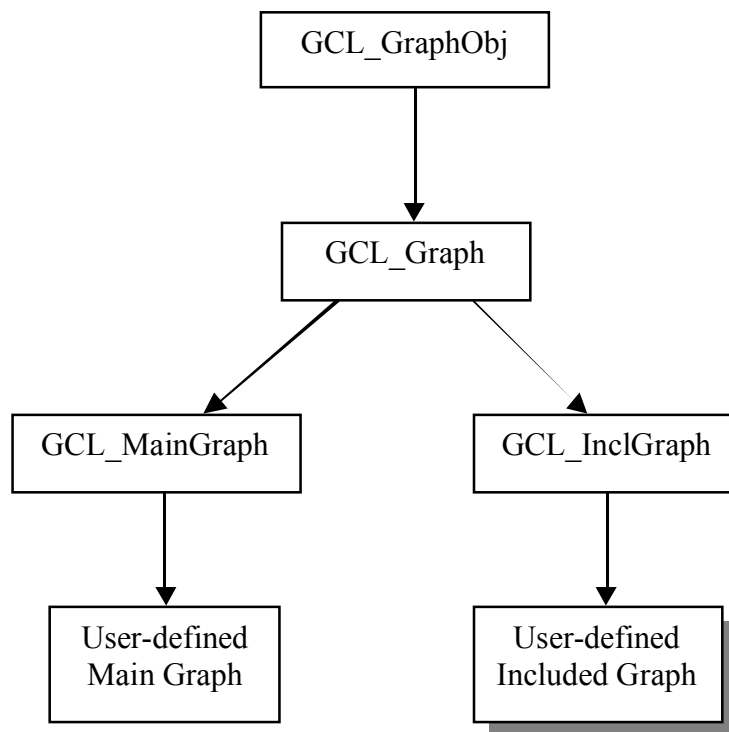 GCL_GraphObj
GCL_Graph
GCL_MainGraph
GCL_InclGraph
User-defined
Main Graph
User-defined
Included Graph